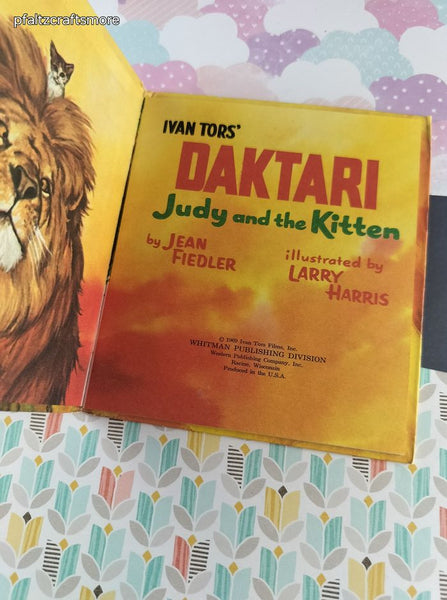 pfaltzcraftsmore
IVAN TORS'
DAKTARI
Judy and the Kitten
by JEAN
FIEDLER
illustrated by
LARRY
HARRIS
© 1969 Ivan Tors Films, Inc.
WHITMAN PUBLISHING DIVISION
Western Publishing Company, Inc.
Racine, Wisconsin
Produced in the U.S.A.